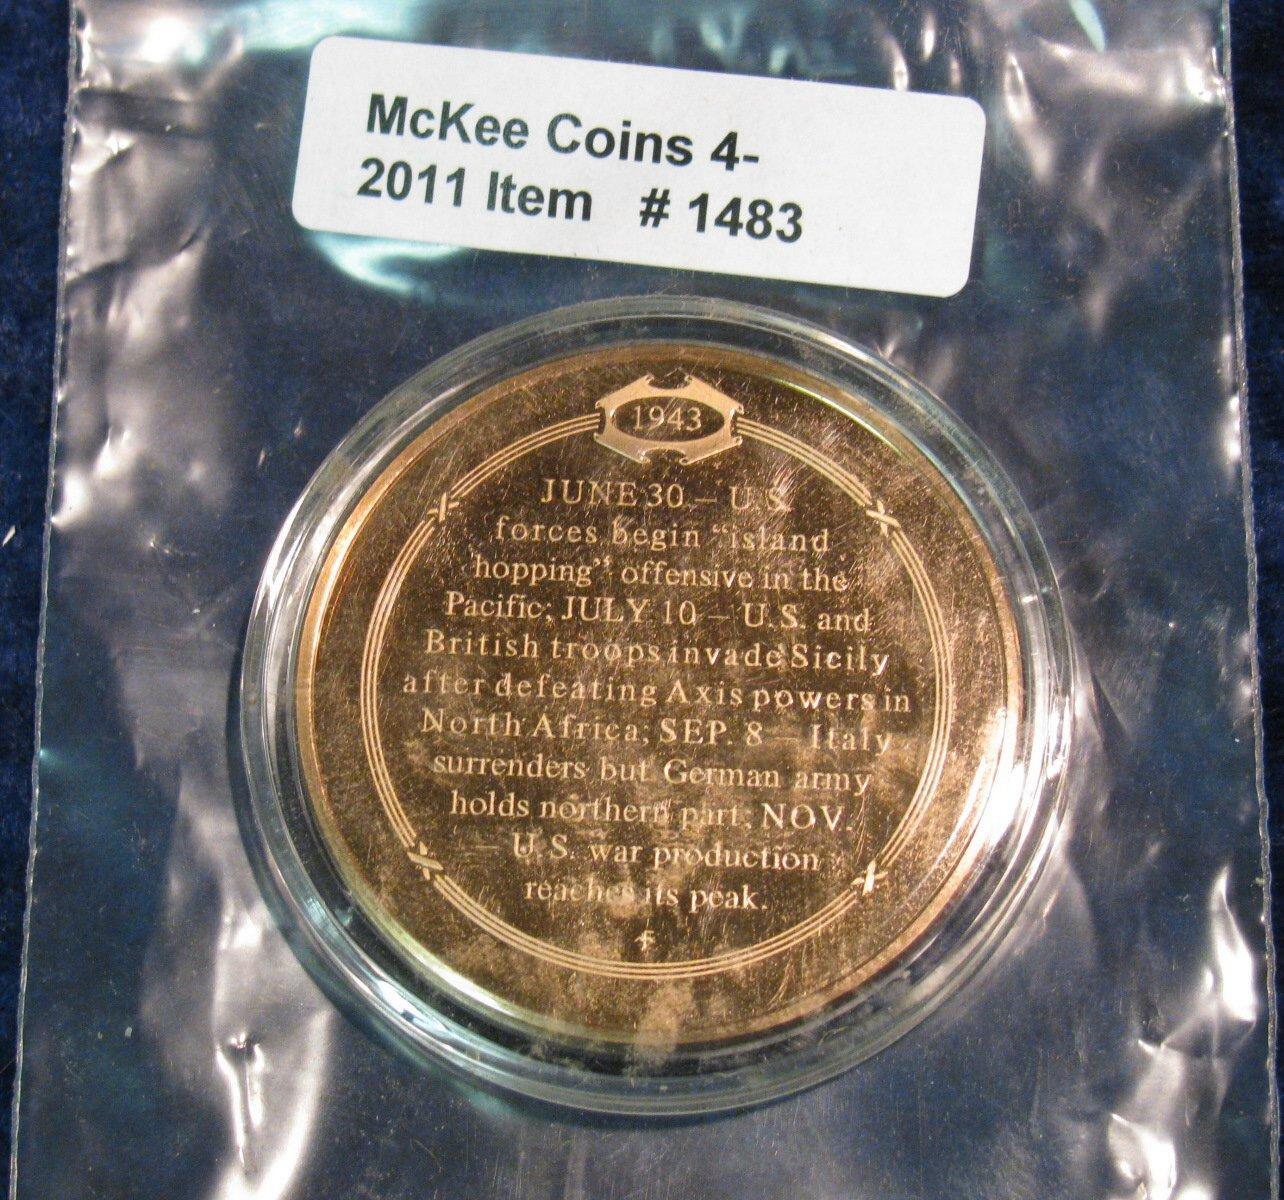 McKee Coins 4-
2011 Item # 1483
1943
JUNE 30 – U.S.
forces begin "island
hopping" offensive in the
Pacific; JULY 10 – U.S. and
British troops invade Sicily
after defeating Axis powers in
North Africa; SEP. 8 – Italy
surrenders but German army
holds northern part; NOV.
– U.S. war production
reaches its peak.